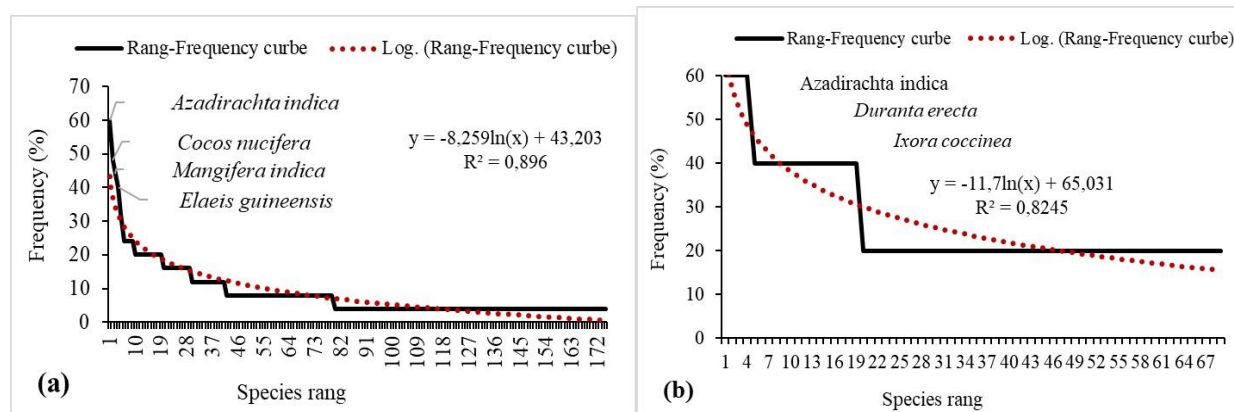 Rang-Frequency curbe Log. (Rang-Frequency curbe)
70
60
50
40
30
20
10
0
Frequency (%)
Azadirachta indica
Cocos nucifera
Mangifera indica
Elaeis guineensis
y = -8,259ln(x) + 43,203
R² = 0,896
1 10 19 28 37 46 55 64 73 82 91 100 109 118 127 136 145 154 163 172
(a)
Species rang
Rang-Frequency curbe Log. (Rang-Frequency curbe)
60
50
40
30
20
10
0
Frequency (%)
Azadirachta indica
Duranta erecta
Ixora coccinea
y = -11,7ln(x) + 65,031
R² = 0,8245
1 4 7 10 13 16 19 22 25 28 31 34 37 40 43 46 49 52 55 58 61 64 67
(b)
Species rang